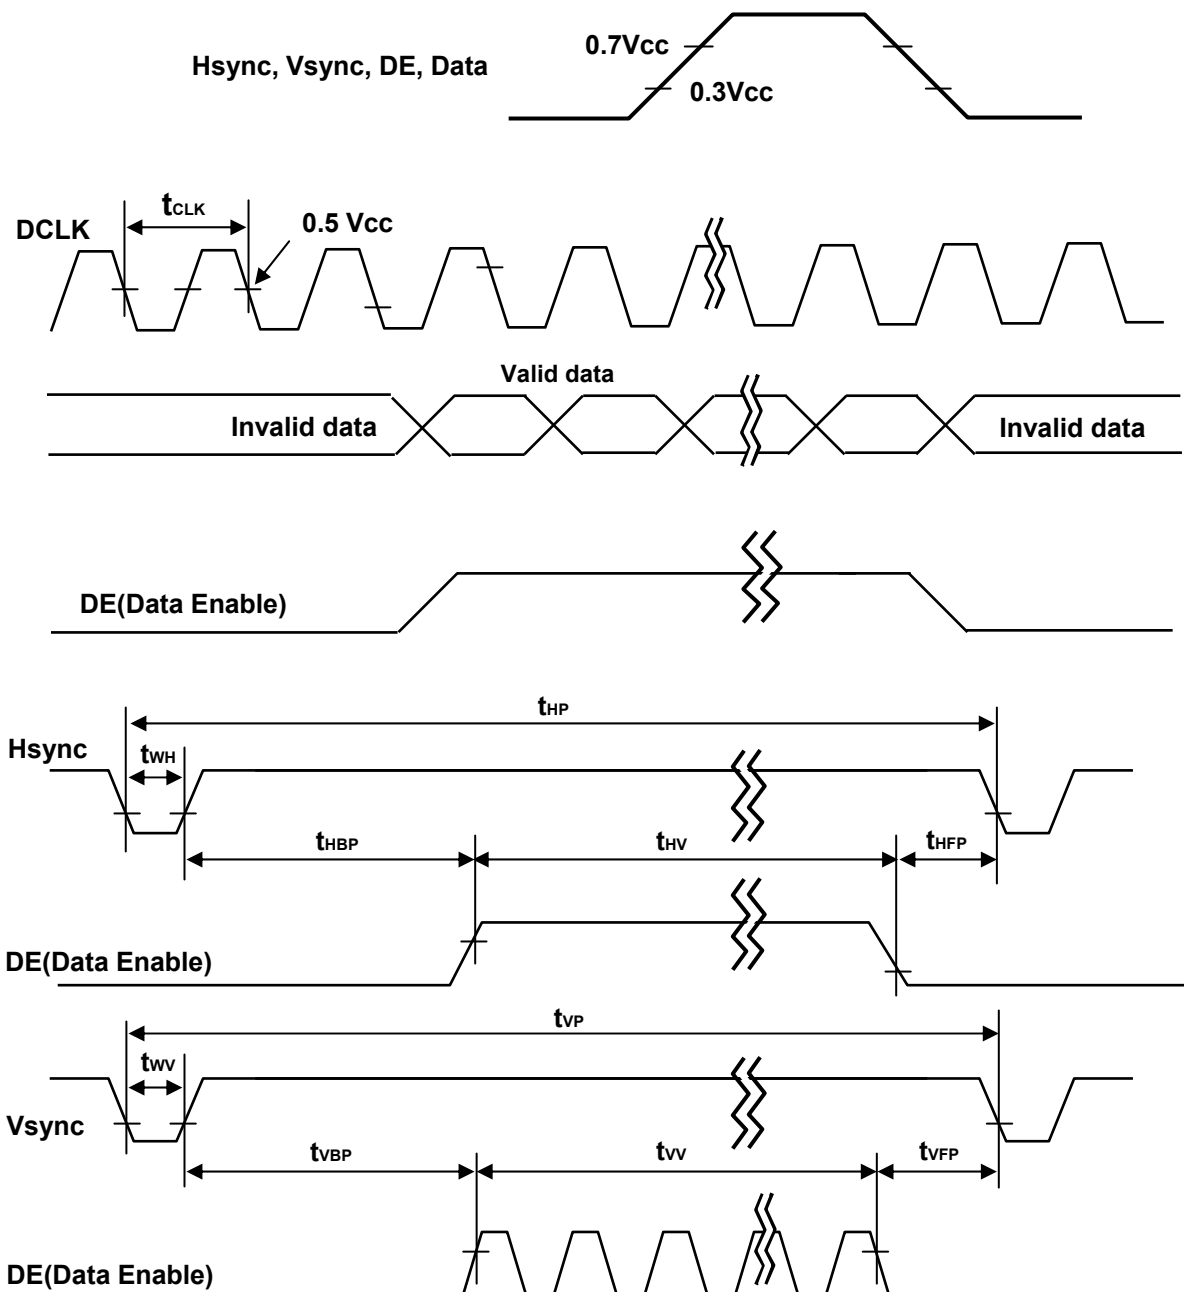 0.7Vcc
Hsync, Vsync, DE, Data
0.3Vcc
tCLK
DCLK
0.5 Vcc
Valid data
Invalid data
Invalid data
DE(Data Enable)
tHP
Hsync
tWH
tHBP
tHV
tHFP
DE(Data Enable)
tVP
tWV
Vsync
tVBP
tVV
tVFP
DE(Data Enable)